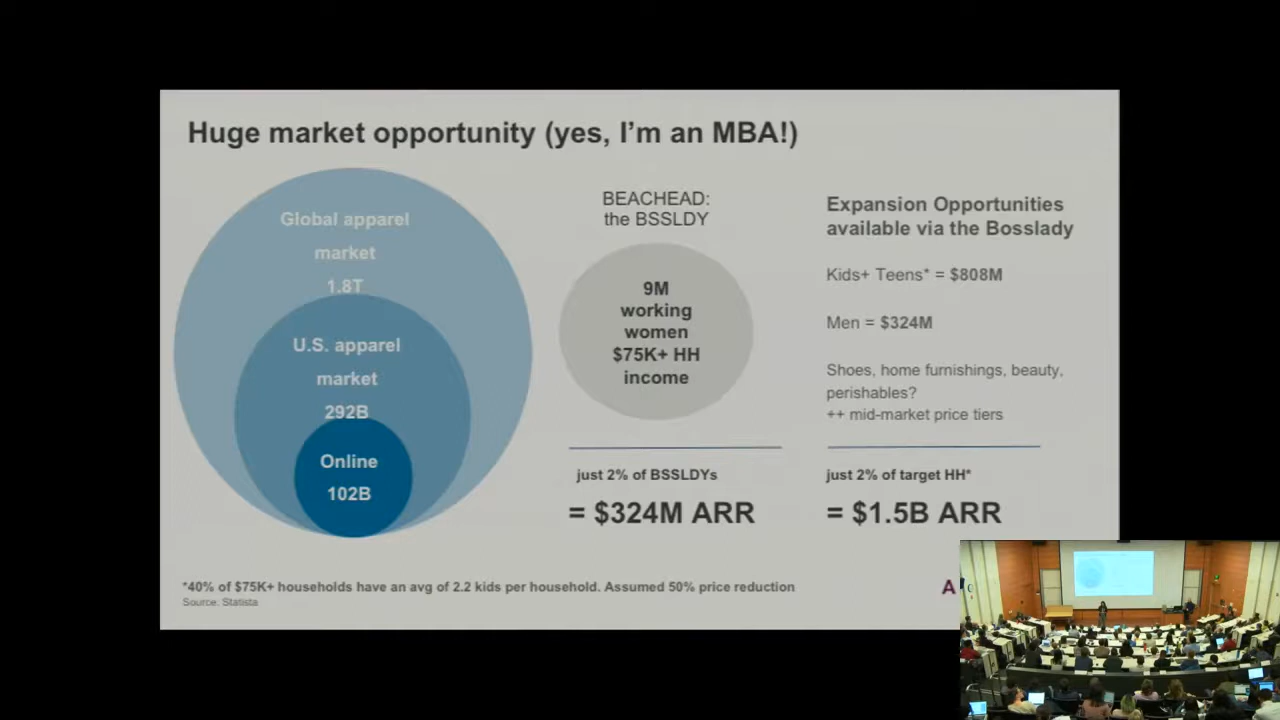 Huge market opportunity (yes, I'm an MBA!)
Global apparel
market
1.8T
U.S. apparel
market
292B
Online
102B
BEACHEAD:
the BSSLDY
9M
working
women
$75K+ HH
income
just 2% of BSSLDYs
= $324M ARR
Expansion Opportunities
available via the Bosslady
Kids+ Teens* = $808M
Men = $324M
Shoes, home furnishings, beauty,
perishables?
++ mid-market price tiers
just 2% of target HH*
= $1.5B ARR
*40% of $75K+ households have an avg of 2.2 kids per household. Assumed 50% price reduction
Source: Statista
A